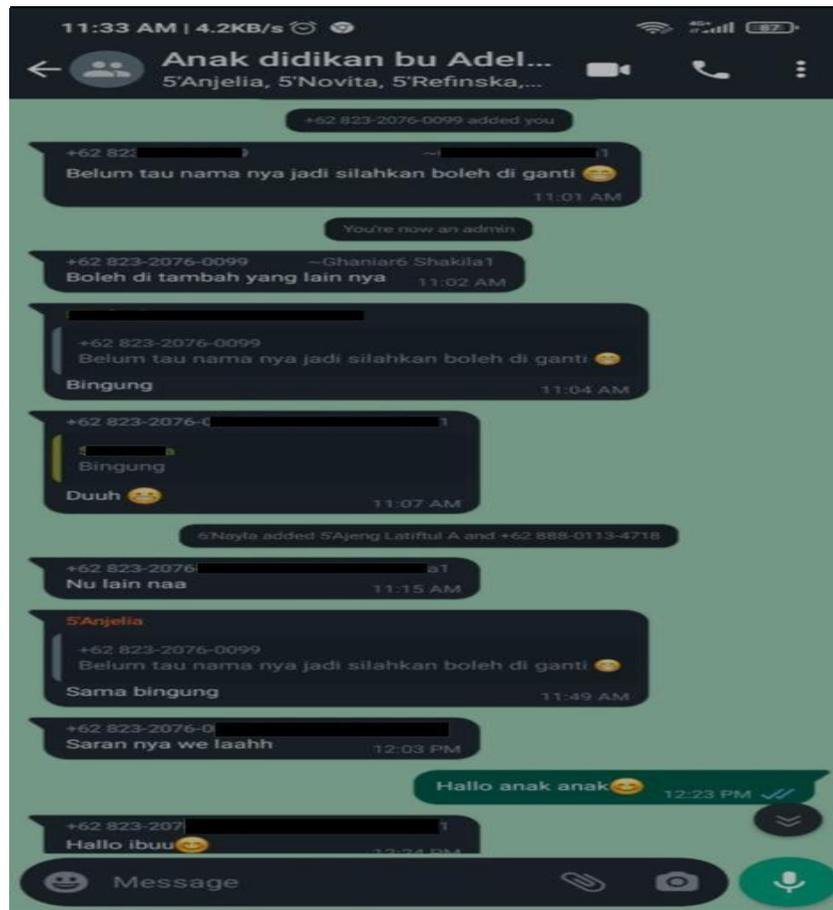 11:33 AM | 4.2KB/s
4G+ 87
Anak didikan bu Adel...
5'Anjelia, 5'Novita, 5'Refinska,...
+62 823-2076-0099 added you
+62 82
Belum tau nama nya jadi silahkan boleh di ganti 😁
11:01 AM
You're now an admin
+62 823-2076-0099 ~Ghaniar6 Shakila1
Boleh di tambah yang lain nya 11:02 AM
+62 823-2076-0099
Belum tau nama nya jadi silahkan boleh di ganti 😁
Bingung 11:04 AM
+62 823-2076-0
Bingung
Duuh 😁 11:07 AM
6'Nayla added 5'Ajeng Latiftul A and +62 888-0113-4718
+62 823-2076
Nu lain naa 11:15 AM
5'Anjelia
+62 823-2076-0099
Belum tau nama nya jadi silahkan boleh di ganti 😁
Sama bingung 11:49 AM
+62 823-2076-0
Saran nya we laahh 12:03 PM
Hallo anak anak😊 12:23 PM
+62 823-207
Hallo ibuu😊 12:24 PM
Message